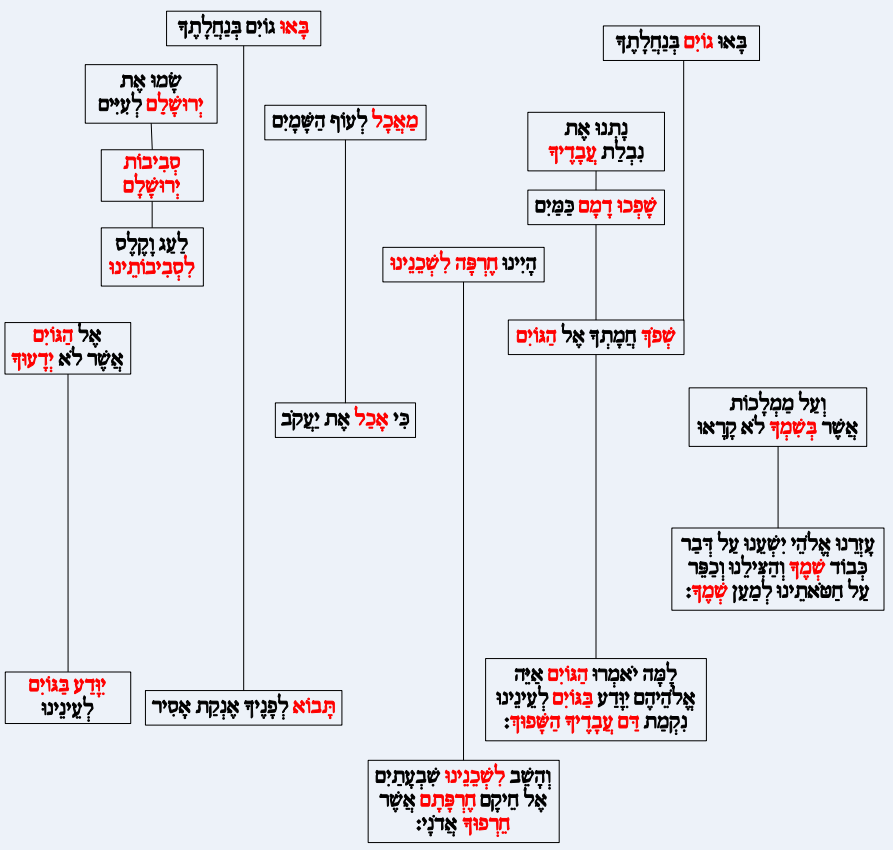 בָּאוּ גוֹיִם בְּנַחֲלָתֶךָ
בָּאוּ גוֹיִם בְּנַחֲלָתֶךָ
שָׂמוּ אֶת
יְרוּשָׁלִַם לְעִיִּים
מַאֲכָל לְעוֹף הַשָּׁמָיִם
נָתְנוּ אֶת
נִבְלַת עֲבָדֶיךָ
סְבִיבוֹת
יְרוּשָׁלִָם
שָׁפְכוּ דָמָם כַּמַּיִם
לַעַג וָקֶלֶס
לִסְבִיבוֹתֵינוּ
הָיִינוּ חֶרְפָּה לִשְׁכֵנֵינוּ
אֶל הַגּוֹיִם
אֲשֶׁר לֹא יְדָעוּךָ
שְׁפֹךְ חֲמָתְךָ אֶל הַגּוֹיִם
וְעַל מַמְלָכוֹת
אֲשֶׁר בְּשִׁמְךָ לֹא קָרָאוּ
כִּי אָכַל אֶת יַעֲקֹב
עָזְרֵנוּ אֱלֹהֵי יִשְׁעֵנוּ עַל דְּבַר
כְּבוֹד שְׁמֶךָ וְהַצִּילֵנוּ וְכַפֵּר
עַל חַטֹּאתֵינוּ לְמַעַן שְׁמֶךָ:
לָמָּה יֹאמְרוּ הַגּוֹיִם אַיֵּה
אֱלֹהֵיהֶם יִוָּדַע בַּגּוֹיִם לְעֵינֵינוּ
נִקְמַת דַּם עֲבָדֶיךָ הַשָּׁפוּךְ:
יִוָּדַע בַּגּוֹיִם
לְעֵינֵינוּ
תָּבוֹא לְפָנֶיךָ אֶנְקַת אָסִיר
וְהָשֵׁב לִשְׁכֵנֵינוּ שִׁבְעָתַיִם
אֶל חֵיקָם חֶרְפָּתָם אֲשֶׁר
חֵרְפוּךָ אֲדֹנָי: